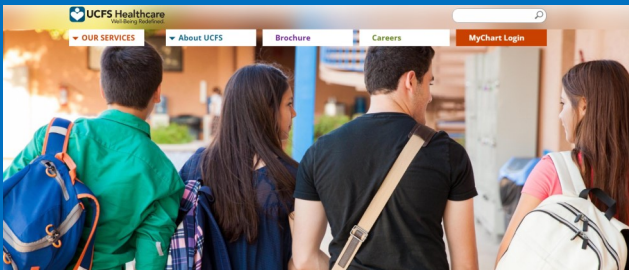 UCFS Healthcare
Well-Being Redefined.
OUR SERVICES
About UCFS
Brochure
Careers
MyChart Login